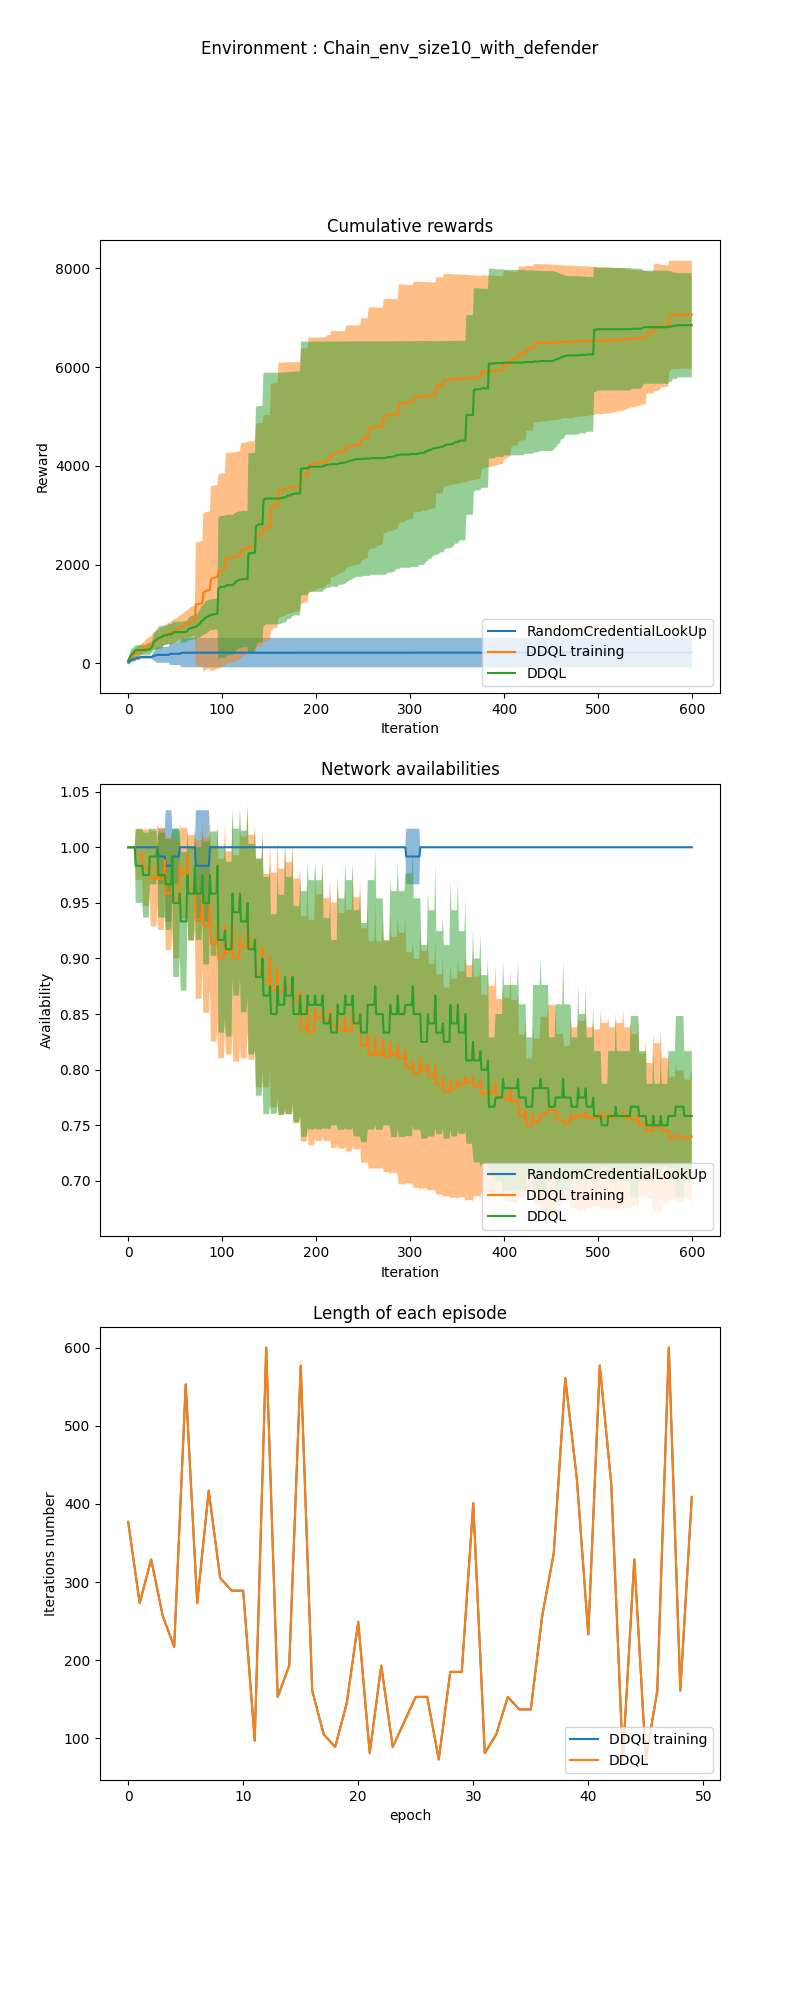 Environment : Chain_env_size10_with_defender
Cumulative rewards
8000
6000
4000
2000
0
Reward
RandomCredentialLookUp
DDQL training
DDQL
0 100 200 300 400 500 600
Iteration
Network availabilities
1.05
1.00
0.95
0.90
0.85
0.80
0.75
0.70
Availability
RandomCredentialLookUp
DDQL training
DDQL
0 100 200 300 400 500 600
Iteration
Length of each episode
600
500
400
300
200
100
Iterations number
DDQL training
DDQL
0 10 20 30 40 50
epoch